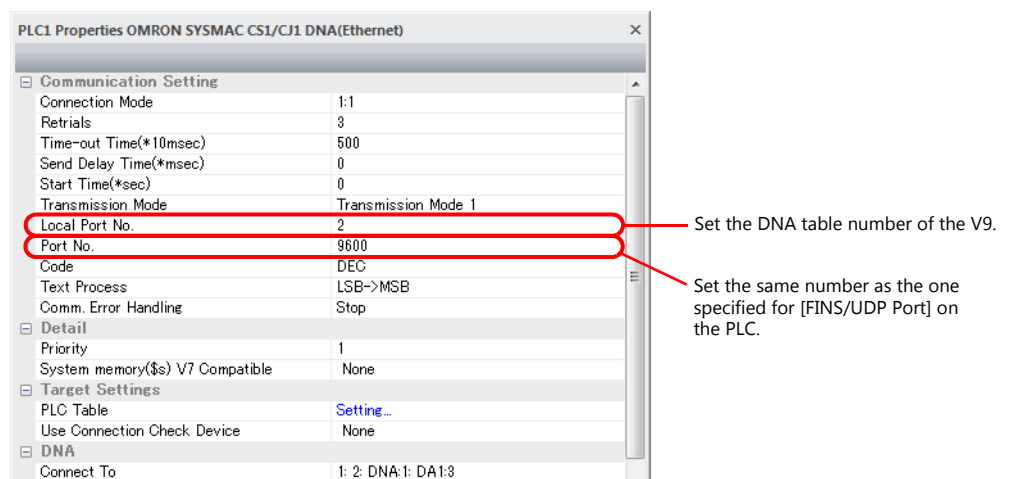 PLC1 Properties OMRON SYSMAC CS1/CJ1 DNA(Ethernet)
Communication Setting
Connection Mode 1:1
Retrials 3
Time-out Time(*10msec) 500
Send Delay Time(*msec) 0
Start Time(*sec) 0
Transmission Mode Transmission Mode 1
Local Port No. 2
Set the DNA table number of the V9.
Port No. 9600
Code DEC
Text Process LSB->MSB
Comm. Error Handling Stop
Set the same number as the one
specified for [FINS/UDP Port] on
the PLC.
Detail
Priority 1
System memory($s) V7 Compatible None
Target Settings
PLC Table Setting...
Use Connection Check Device None
DNA
Connect To 1: 2: DNA:1: DA1:3